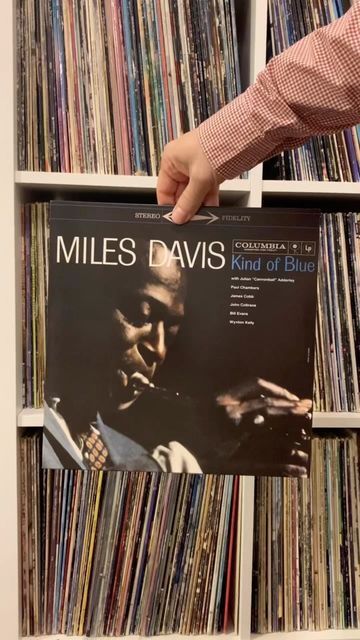 STEREO FIDELITY
MILES DAVIS
COLUMBIA
LP
Kind of Blue
with Julian "Cannonball" Adderley
Paul Chambers
James Cobb
John Coltrane
Bill Evans
Wynton Kelly